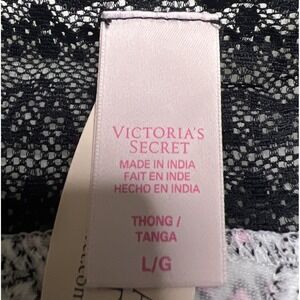 VICTORIA'S
SECRET
MADE IN INDIA
FAIT EN INDE
HECHO EN INDIA
THONG /
TANGA
L/G